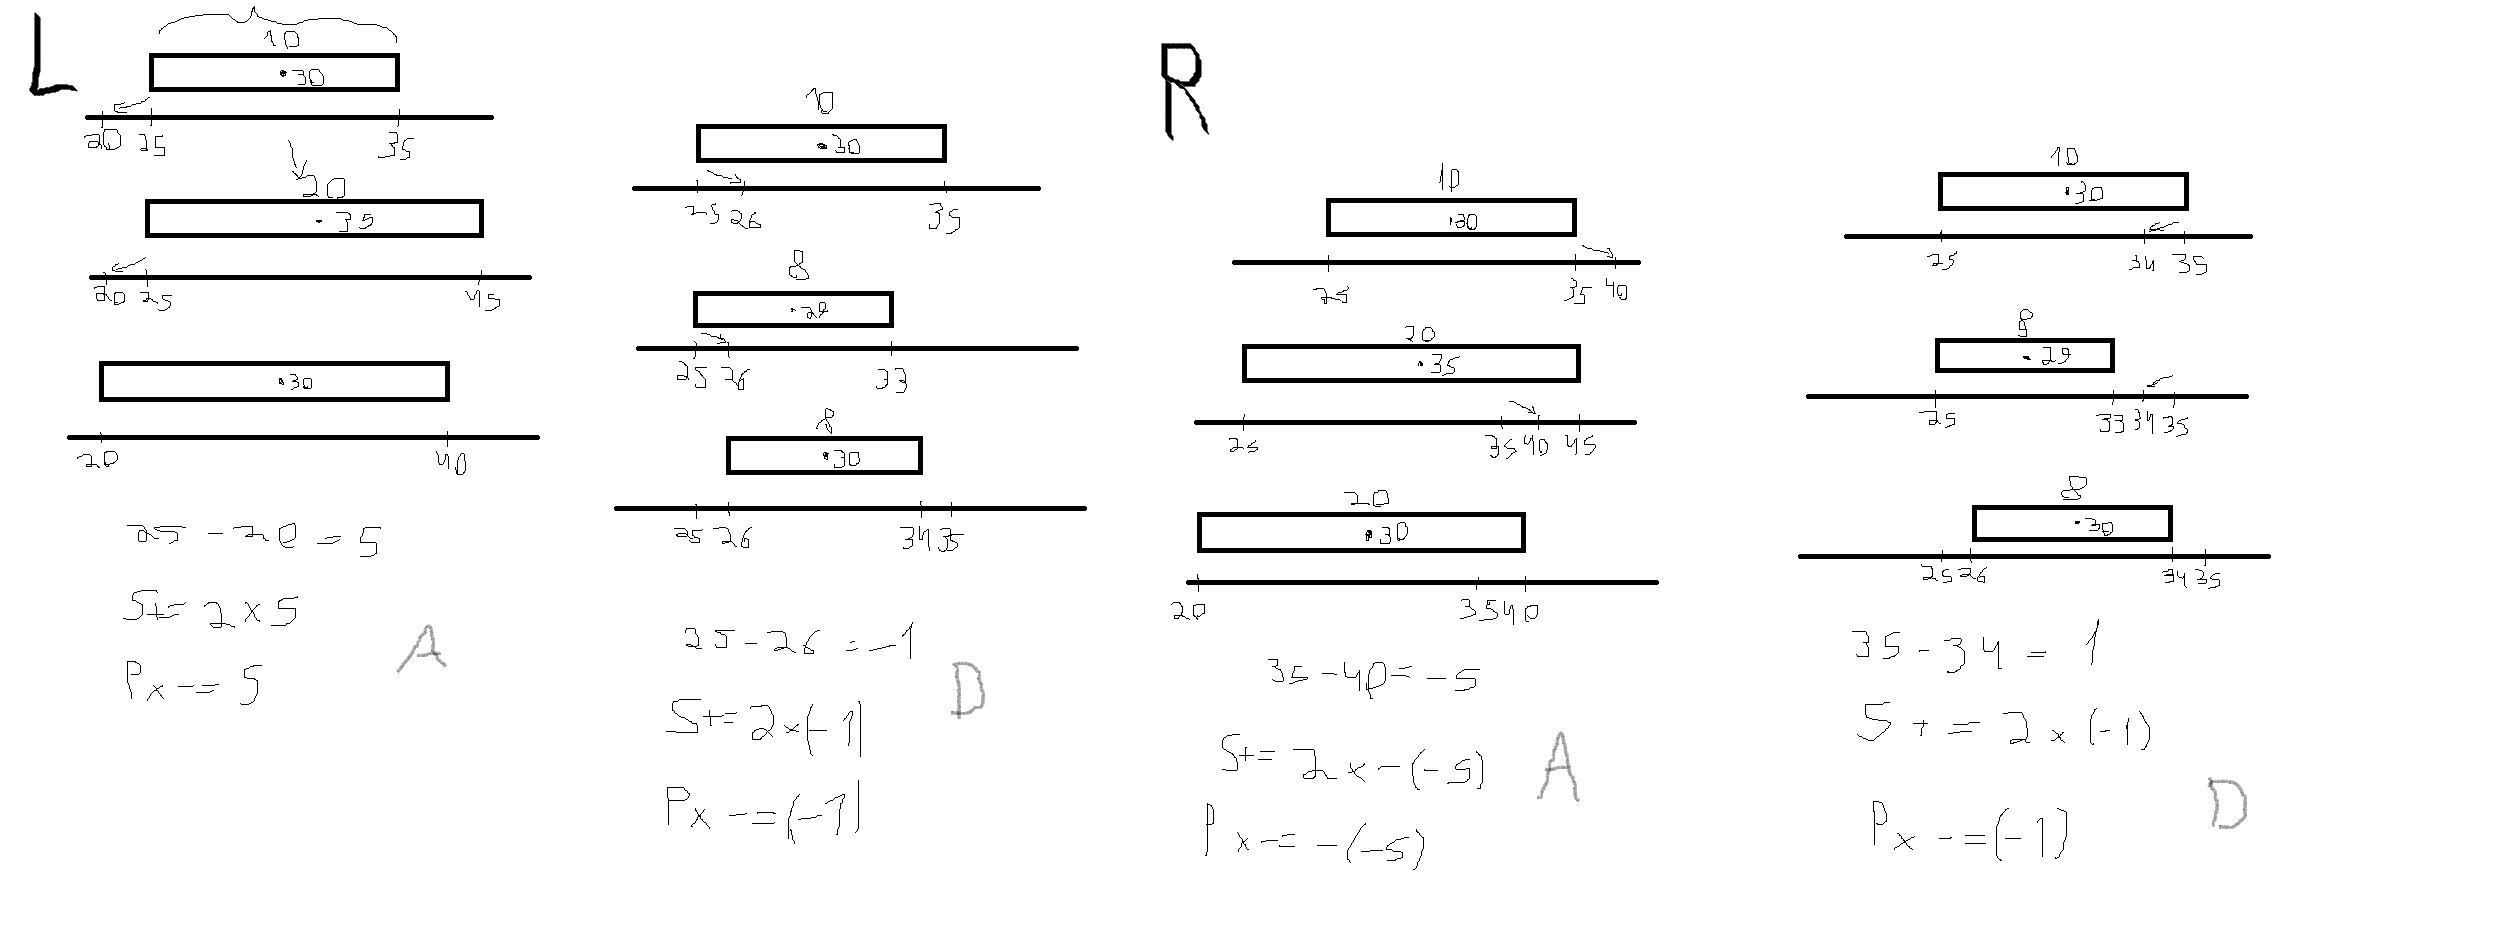 L
10
30
20 25 35
20
35
20 25 45
30
20 40
25 - 20 = 5
S+= 2 x 5
Px -= 5
A
10
30
25 26 35
8
29
25 26 33
8
30
25 26 34 35
25 - 26 = -1
S+= 2x(-1)
Px -= (-1)
D
R
10
30
25 35 40
20
35
25 35 40 45
20
30
20 35 40
35 - 40 = -5
S+= 2x -(-5)
Px -= -(-5)
A
10
30
25 34 35
8
29
25 33 34 35
8
30
25 26 34 35
35 - 34 = 1
S += 2 x (-1)
Px -= (-1)
D